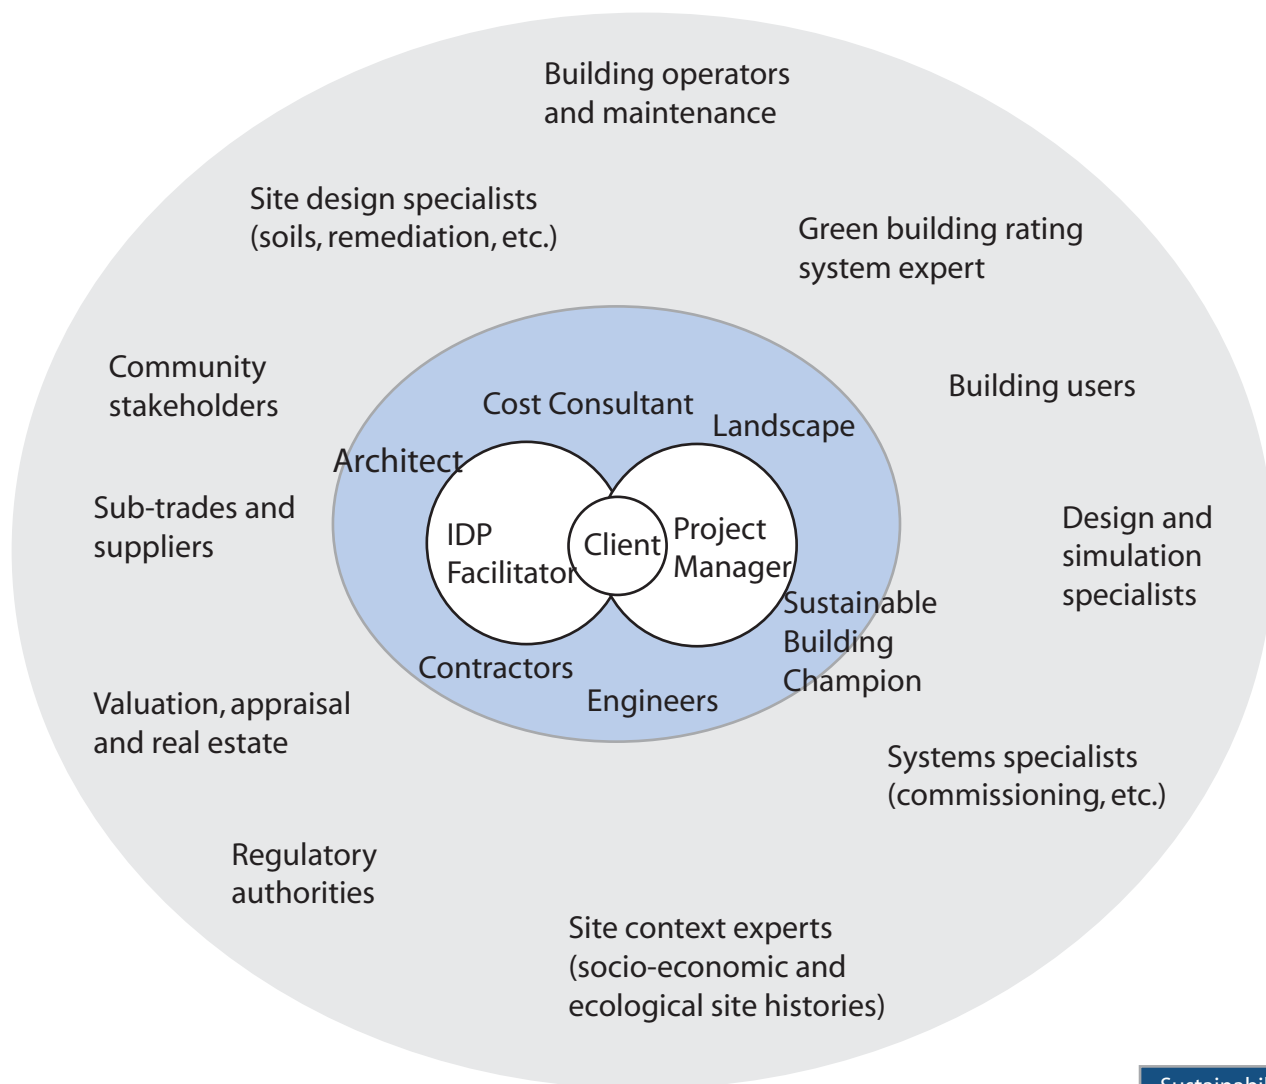 Building operators
and maintenance
Site design specialists
(soils, remediation, etc.)
Green building rating
system expert
Community
stakeholders
Building users
Cost Consultant
Landscape
Architect
Sub-trades and
suppliers
IDP
Facilitator
Client
Project
Manager
Design and
simulation
specialists
Sustainable
Building
Champion
Contractors
Engineers
Valuation, appraisal
and real estate
Systems specialists
(commissioning, etc.)
Regulatory
authorities
Site context experts
(socio-economic and
ecological site histories)